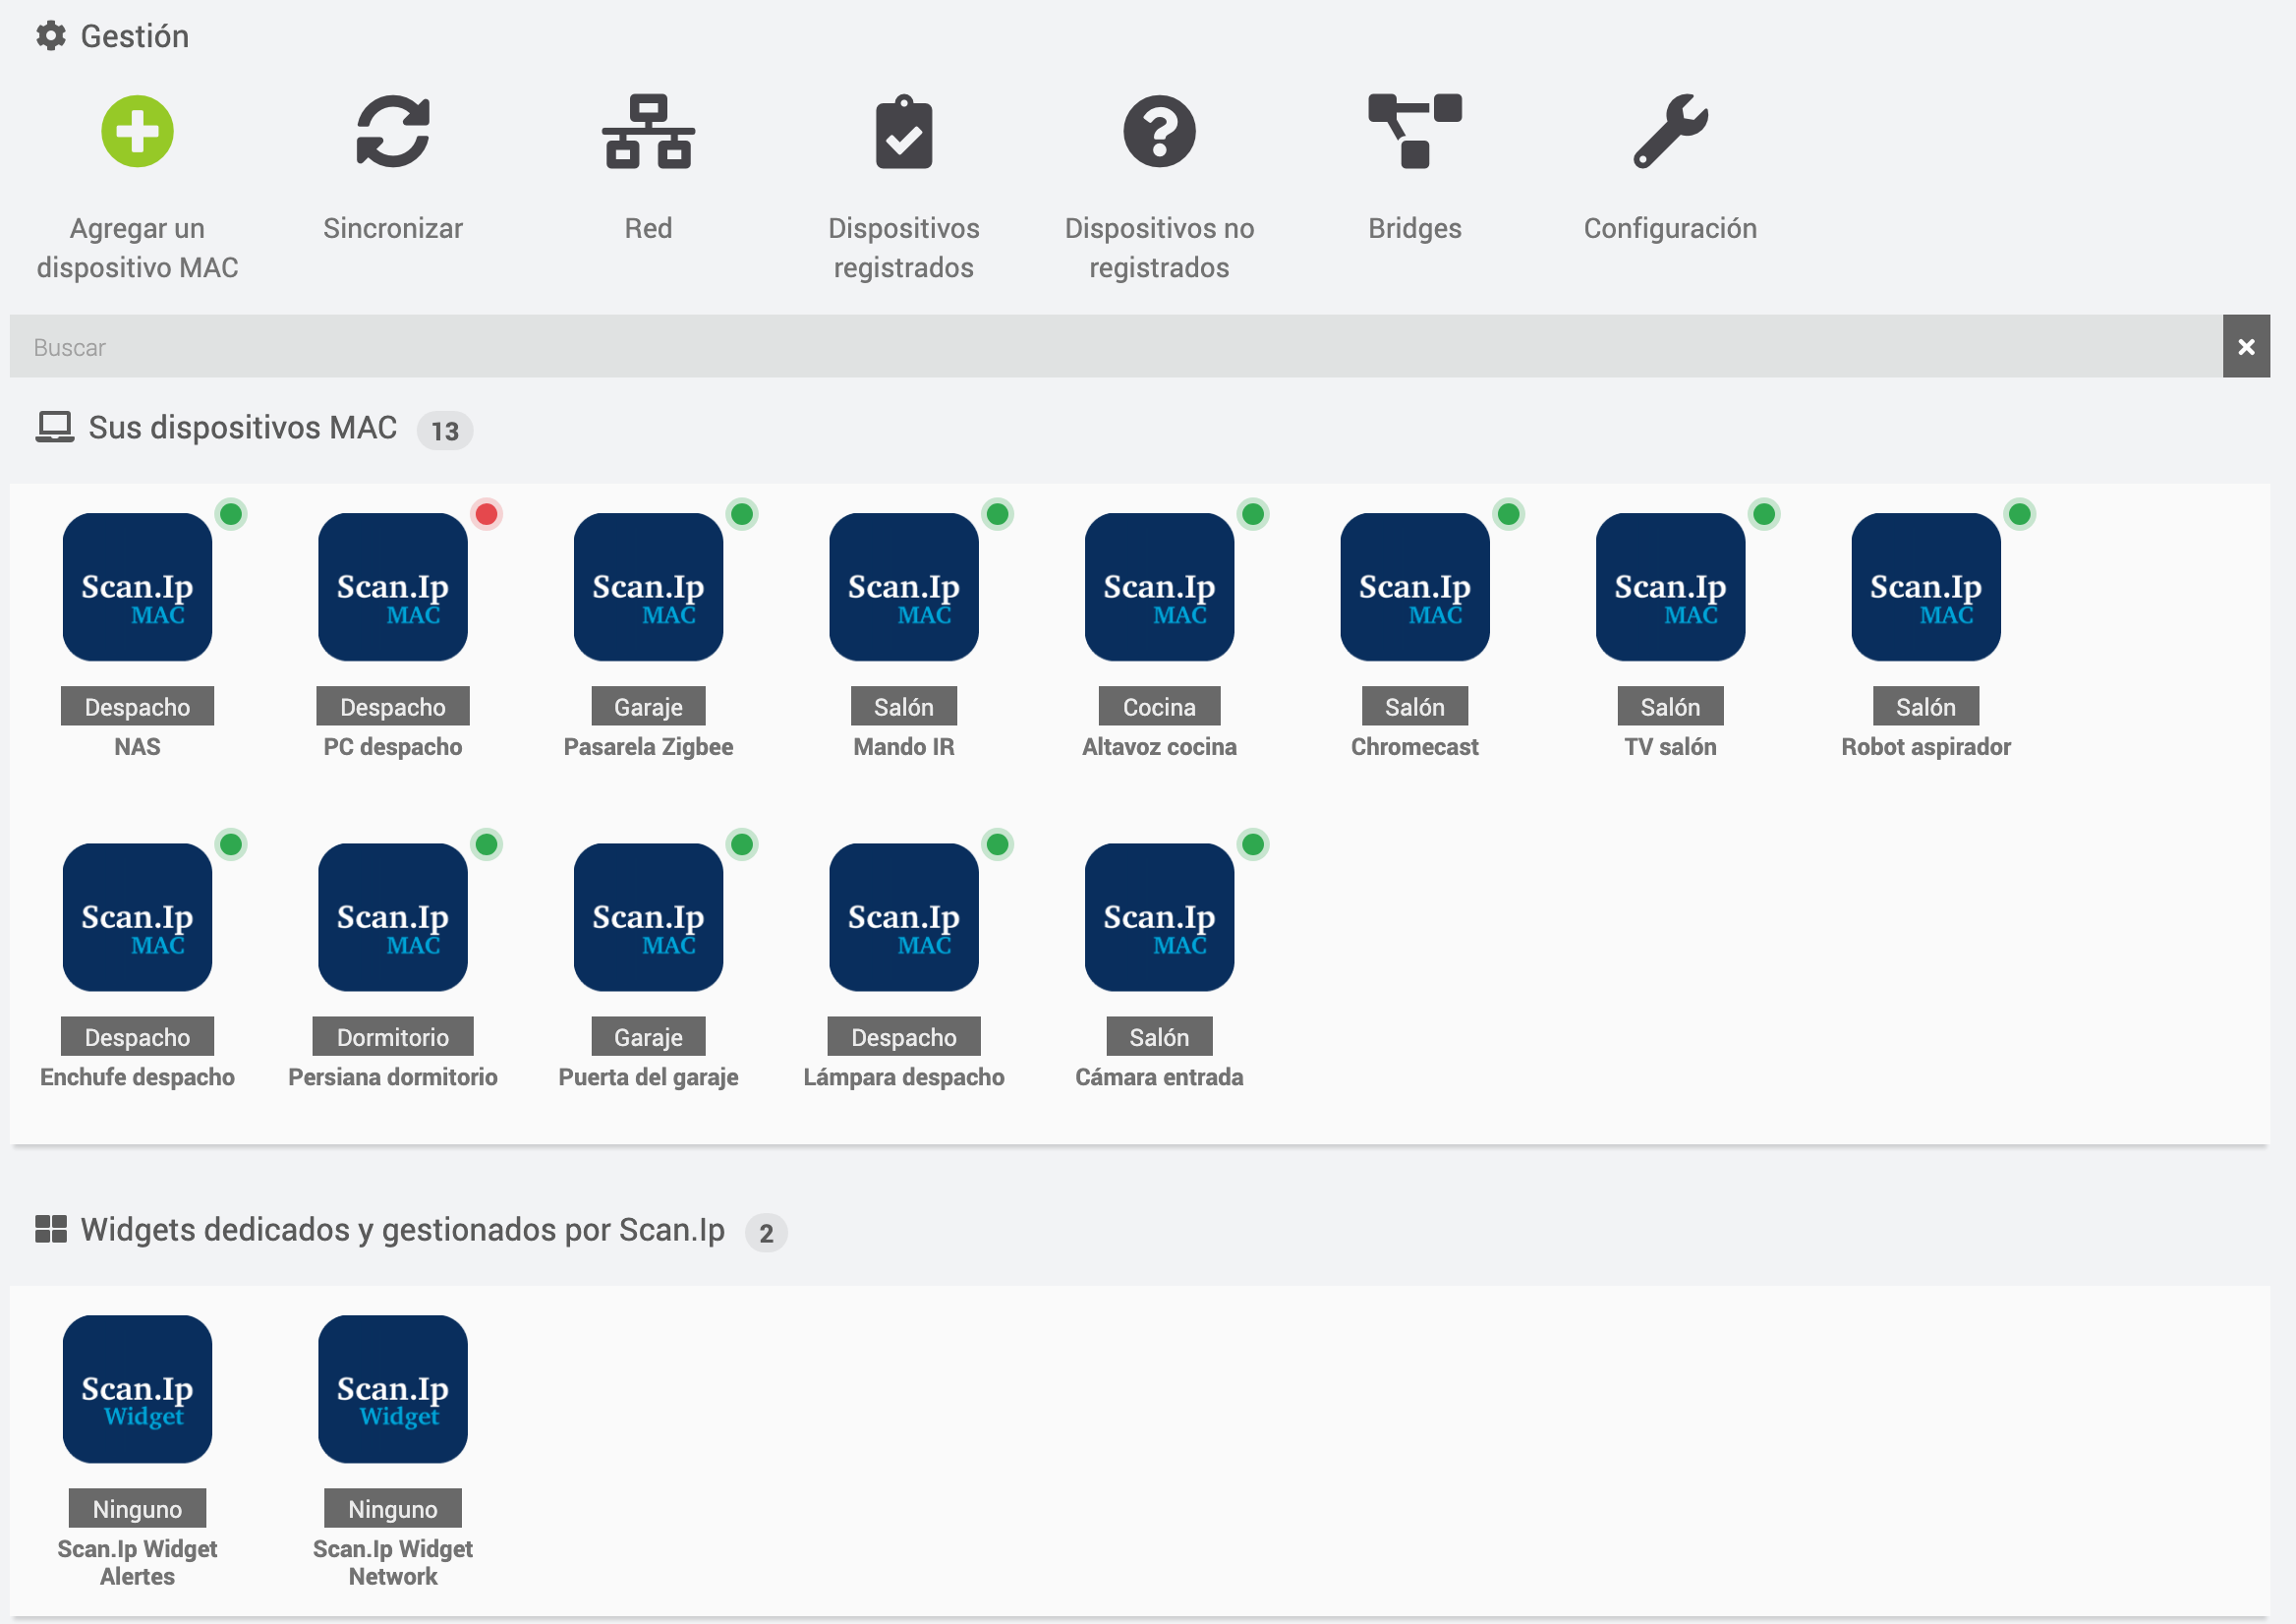 Gestión
Agregar un
dispositivo MAC
Sincronizar
Red
Dispositivos
registrados
Dispositivos no
registrados
Bridges
Configuración
Buscar
Sus dispositivos MAC 13
Scan.Ip
MAC
Despacho
NAS
Scan.Ip
MAC
Despacho
PC despacho
Scan.Ip
MAC
Garaje
Pasarela Zigbee
Scan.Ip
MAC
Salón
Mando IR
Scan.Ip
MAC
Cocina
Altavoz cocina
Scan.Ip
MAC
Salón
Chromecast
Scan.Ip
MAC
Salón
TV salón
Scan.Ip
MAC
Salón
Robot aspirador
Scan.Ip
MAC
Despacho
Enchufe despacho
Scan.Ip
MAC
Dormitorio
Persiana dormitorio
Scan.Ip
MAC
Garaje
Puerta del garaje
Scan.Ip
MAC
Despacho
Lámpara despacho
Scan.Ip
MAC
Salón
Cámara entrada
Widgets dedicados y gestionados por Scan.Ip 2
Scan.Ip
Widget
Ninguno
Scan.Ip Widget
Alertes
Scan.Ip
Widget
Ninguno
Scan.Ip Widget
Network